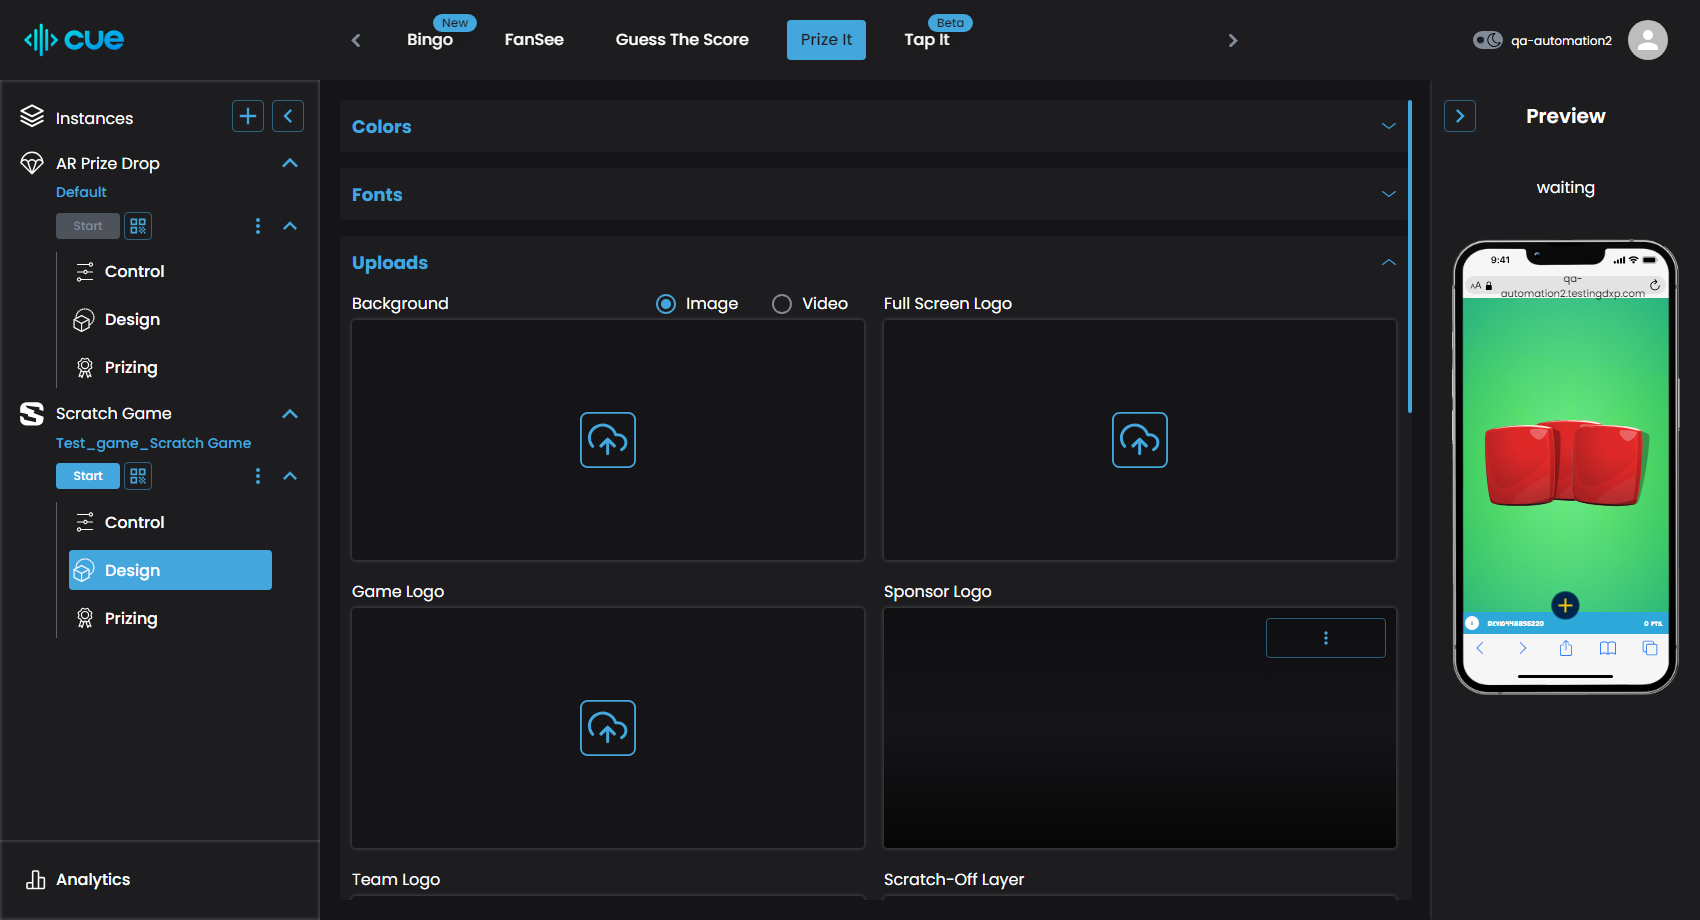 cue
New
Bingo
FanSee
Guess The Score
Prize It
Beta
Tap It
qa-automation2
Instances
AR Prize Drop
Default
Start
Control
Design
Prizing
Scratch Game
Test_game_Scratch Game
Start
Control
Design
Prizing
Analytics
Colors
Fonts
Uploads
Background
Image
Video
Full Screen Logo
Game Logo
Sponsor Logo
Team Logo
Scratch-Off Layer
Preview
waiting
9:41
AA
qa-
automation2.testingdxp.com
0 PTS.